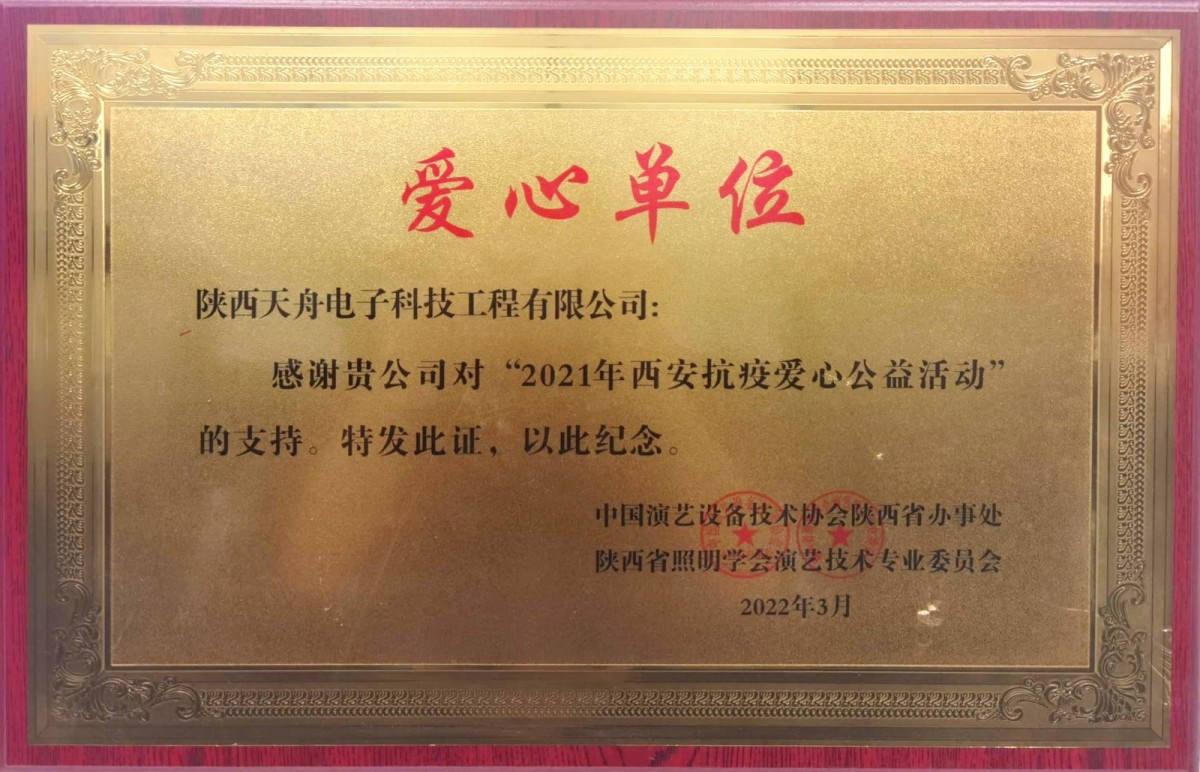 爱心单位
陕西天舟电子科技工程有限公司:
感谢贵公司对“2021年西安抗疫爱心公益活动”
的支持。特发此证，以此纪念。
中国演艺设备技术协会陕西省办事处
陕西省照明学会演艺技术专业委员会
2022年3月